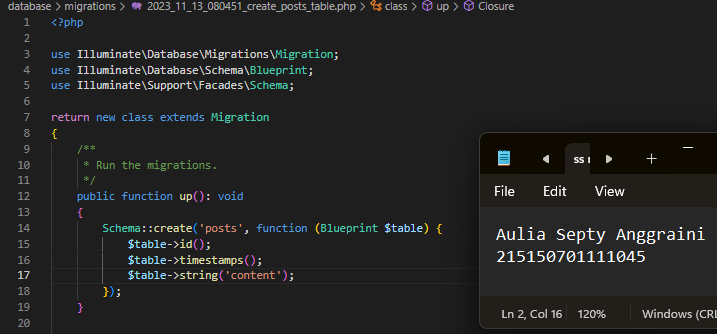 database > migrations > 2023_11_13_080451_create_posts_table.php > class > up > Closure
1 <?php
2
3 use Illuminate\Database\Migrations\Migration;
4 use Illuminate\Database\Schema\Blueprint;
5 use Illuminate\Support\Facades\Schema;
6
7 return new class extends Migration
8 {
9 /**
10 * Run the migrations.
11 */
12 public function up(): void
13 {
14 Schema::create('posts', function (Blueprint $table) {
15 $table->id();
16 $table->timestamps();
17 $table->string('content');
18 });
19 }
20
ss
File Edit View
Aulia Septy Anggraini
215150701111045
Ln 2, Col 16 120% Windows (CRL